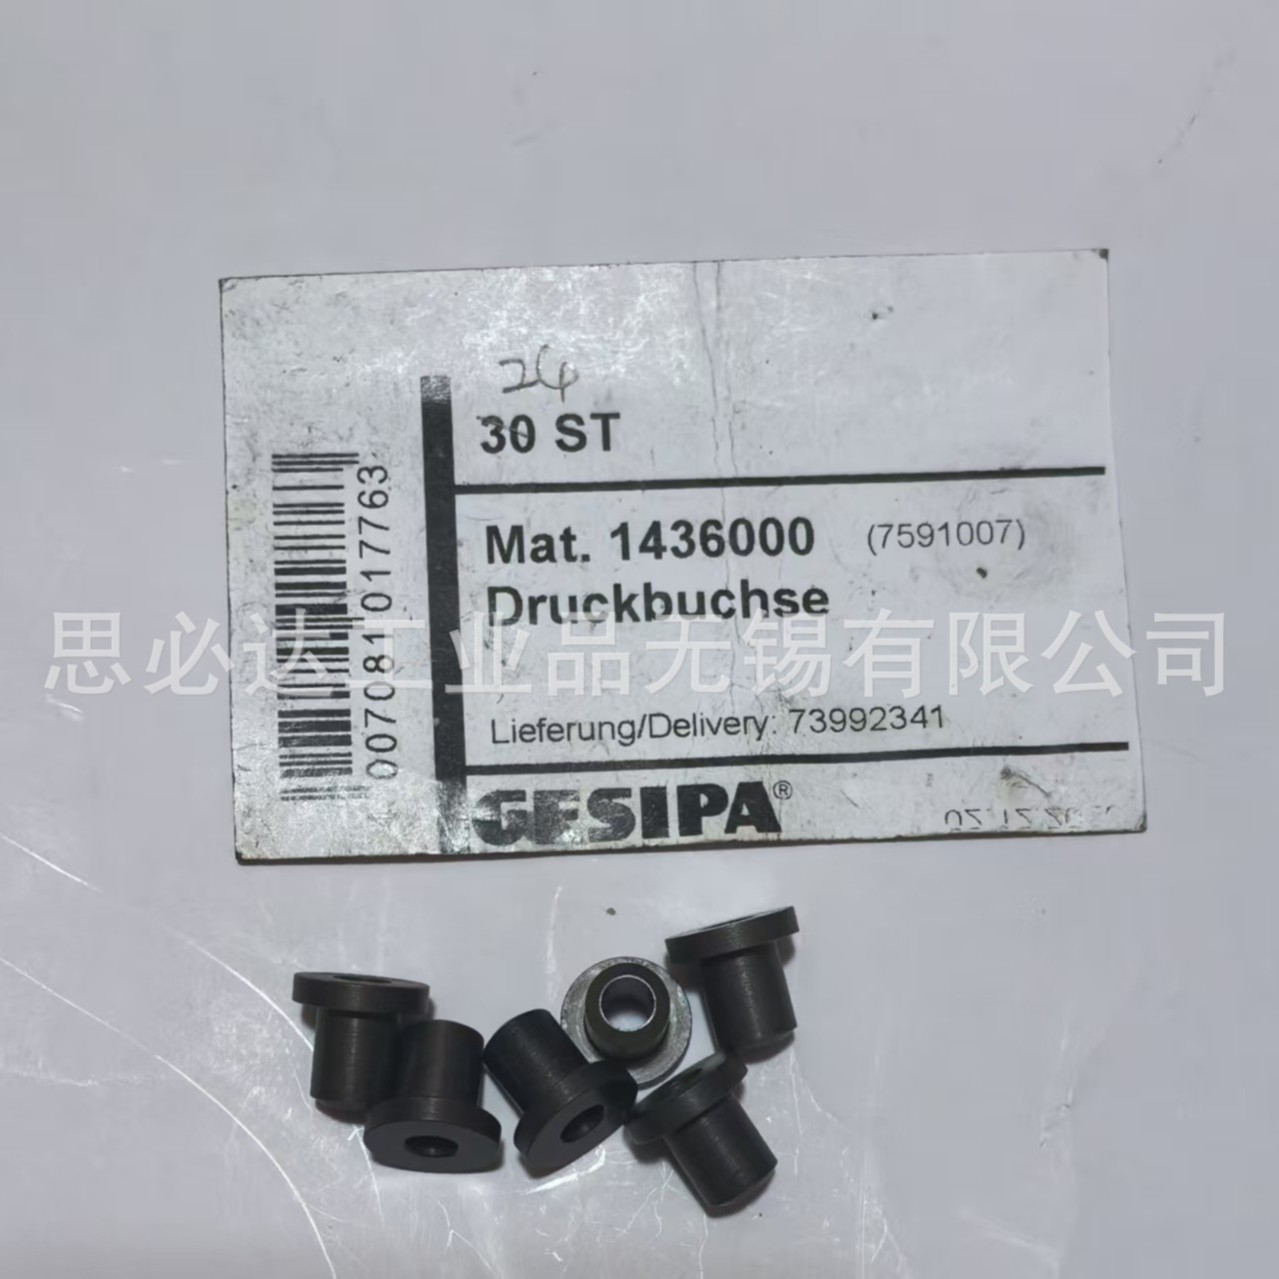 24
30 ST
Mat. 1436000 (7591007)
Druckbuchse
思必达工业品无锡有限公司
Lieferung/Delivery: 73992341
GESIPA®
00708101017763